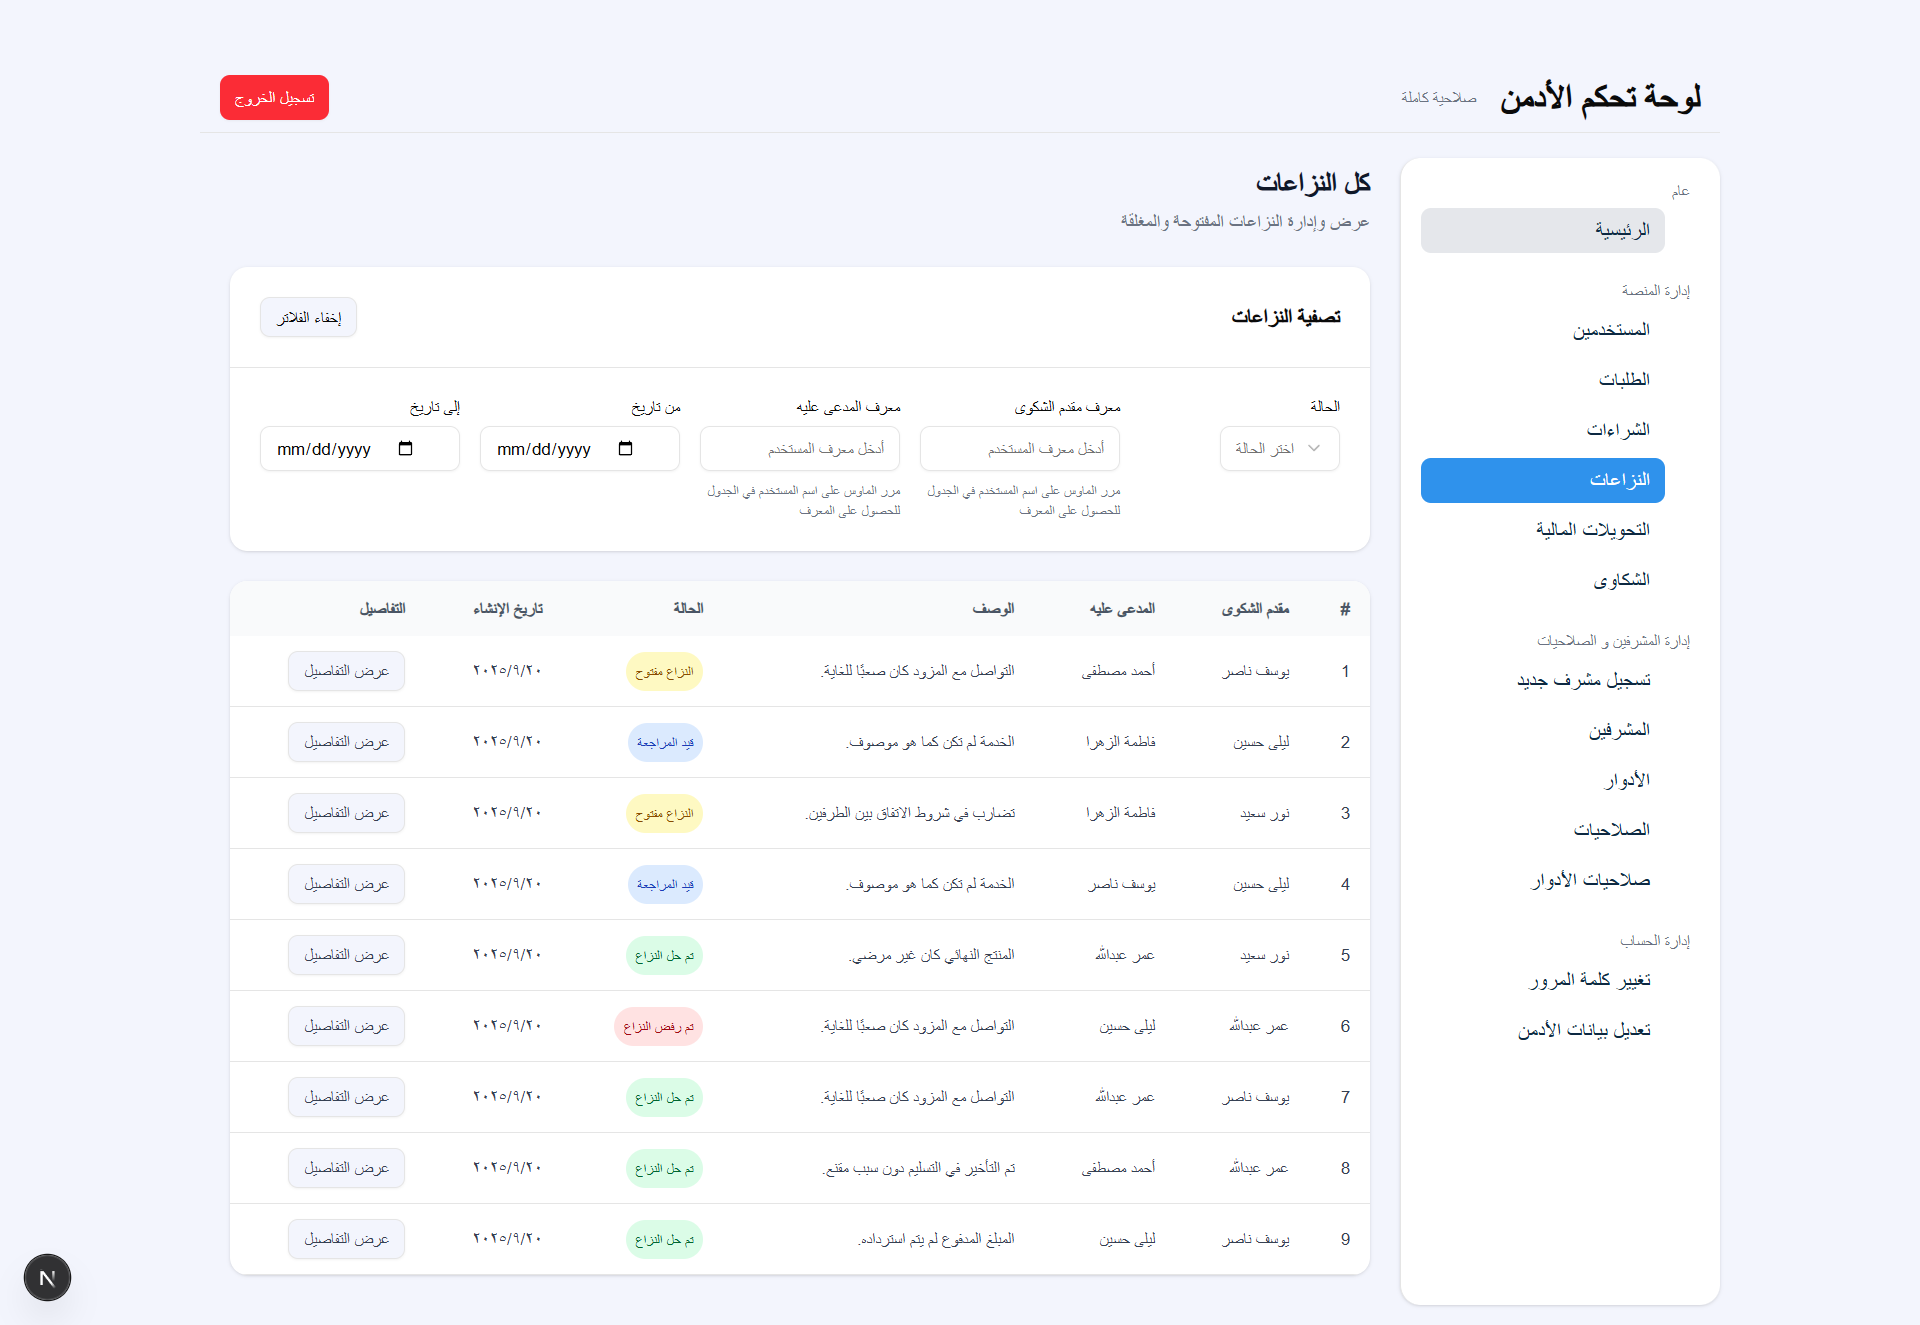 لوحة تحكم الأدمن
صلاحية كاملة
تسجيل الخروج
عام
الرئيسية
إدارة المنصة
المستخدمين
الطلبات
الشراءات
النزاعات
التحويلات المالية
الشكاوى
إدارة المشرفين و الصلاحيات
تسجيل مشرف جديد
المشرفين
الأدوار
الصلاحيات
صلاحيات الأدوار
إدارة الحساب
تغيير كلمة المرور
تعديل بيانات الأدمن
كل النزاعات
عرض وإدارة النزاعات المفتوحة والمغلقة
تصفية النزاعات
إخفاء الفلاتر
الحالة
اختر الحالة
معرف مقدم الشكوى
أدخل معرف المستخدم
مرر الماوس على اسم المستخدم في الجدول
للحصول على المعرف
معرف المدعى عليه
أدخل معرف المستخدم
مرر الماوس على اسم المستخدم في الجدول
للحصول على المعرف
من تاريخ
mm/dd/yyyy
إلى تاريخ
mm/dd/yyyy
# مقدم الشكوى المدعى عليه الوصف الحالة تاريخ الإنشاء التفاصيل
1 يوسف ناصر أحمد مصطفى التواصل مع المزود كان صعبًا للغاية. النزاع مفتوح ٢٠٢٥/٩/٢٠ عرض التفاصيل
2 ليلى حسين فاطمة الزهرا الخدمة لم تكن كما هو موصوف. قيد المراجعة ٢٠٢٥/٩/٢٠ عرض التفاصيل
3 نور سعيد فاطمة الزهرا تضارب في شروط الاتفاق بين الطرفين. النزاع مفتوح ٢٠٢٥/٩/٢٠ عرض التفاصيل
4 ليلى حسين يوسف ناصر الخدمة لم تكن كما هو موصوف. قيد المراجعة ٢٠٢٥/٩/٢٠ عرض التفاصيل
5 نور سعيد عمر عبدالله المنتج النهائي كان غير مرضي. تم حل النزاع ٢٠٢٥/٩/٢٠ عرض التفاصيل
6 عمر عبدالله ليلى حسين التواصل مع المزود كان صعبًا للغاية. تم رفض النزاع ٢٠٢٥/٩/٢٠ عرض التفاصيل
7 يوسف ناصر عمر عبدالله التواصل مع المزود كان صعبًا للغاية. تم حل النزاع ٢٠٢٥/٩/٢٠ عرض التفاصيل
8 عمر عبدالله أحمد مصطفى تم التأخير في التسليم دون سبب مقنع. تم حل النزاع ٢٠٢٥/٩/٢٠ عرض التفاصيل
9 يوسف ناصر ليلى حسين المبلغ المدفوع لم يتم استرداده. تم حل النزاع ٢٠٢٥/٩/٢٠ عرض التفاصيل
N